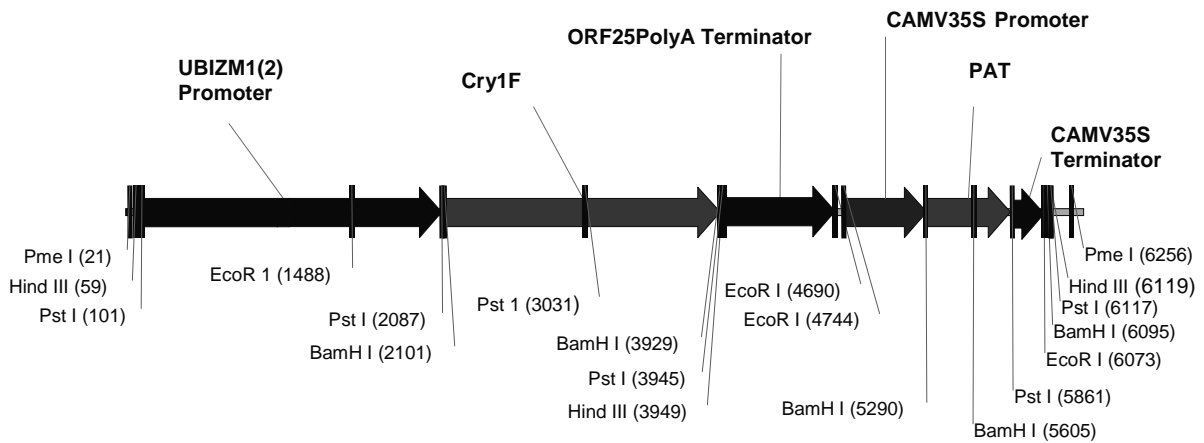 CAMV35S Promoter
ORF25PolyA Terminator
UBIZM1(2)
Promoter
Cry1F
PAT
CAMV35S
Terminator
Pme I (21)
Hind III (59)
Pst I (101)
EcoR 1 (1488)
Pst I (2087)
BamH I (2101)
Pst 1 (3031)
BamH I (3929)
Pst I (3945)
Hind III (3949)
EcoR I (4690)
EcoR I (4744)
BamH I (5290)
Pme I (6256)
Hind III (6119)
Pst I (6117)
BamH I (6095)
EcoR I (6073)
Pst I (5861)
BamH I (5605)